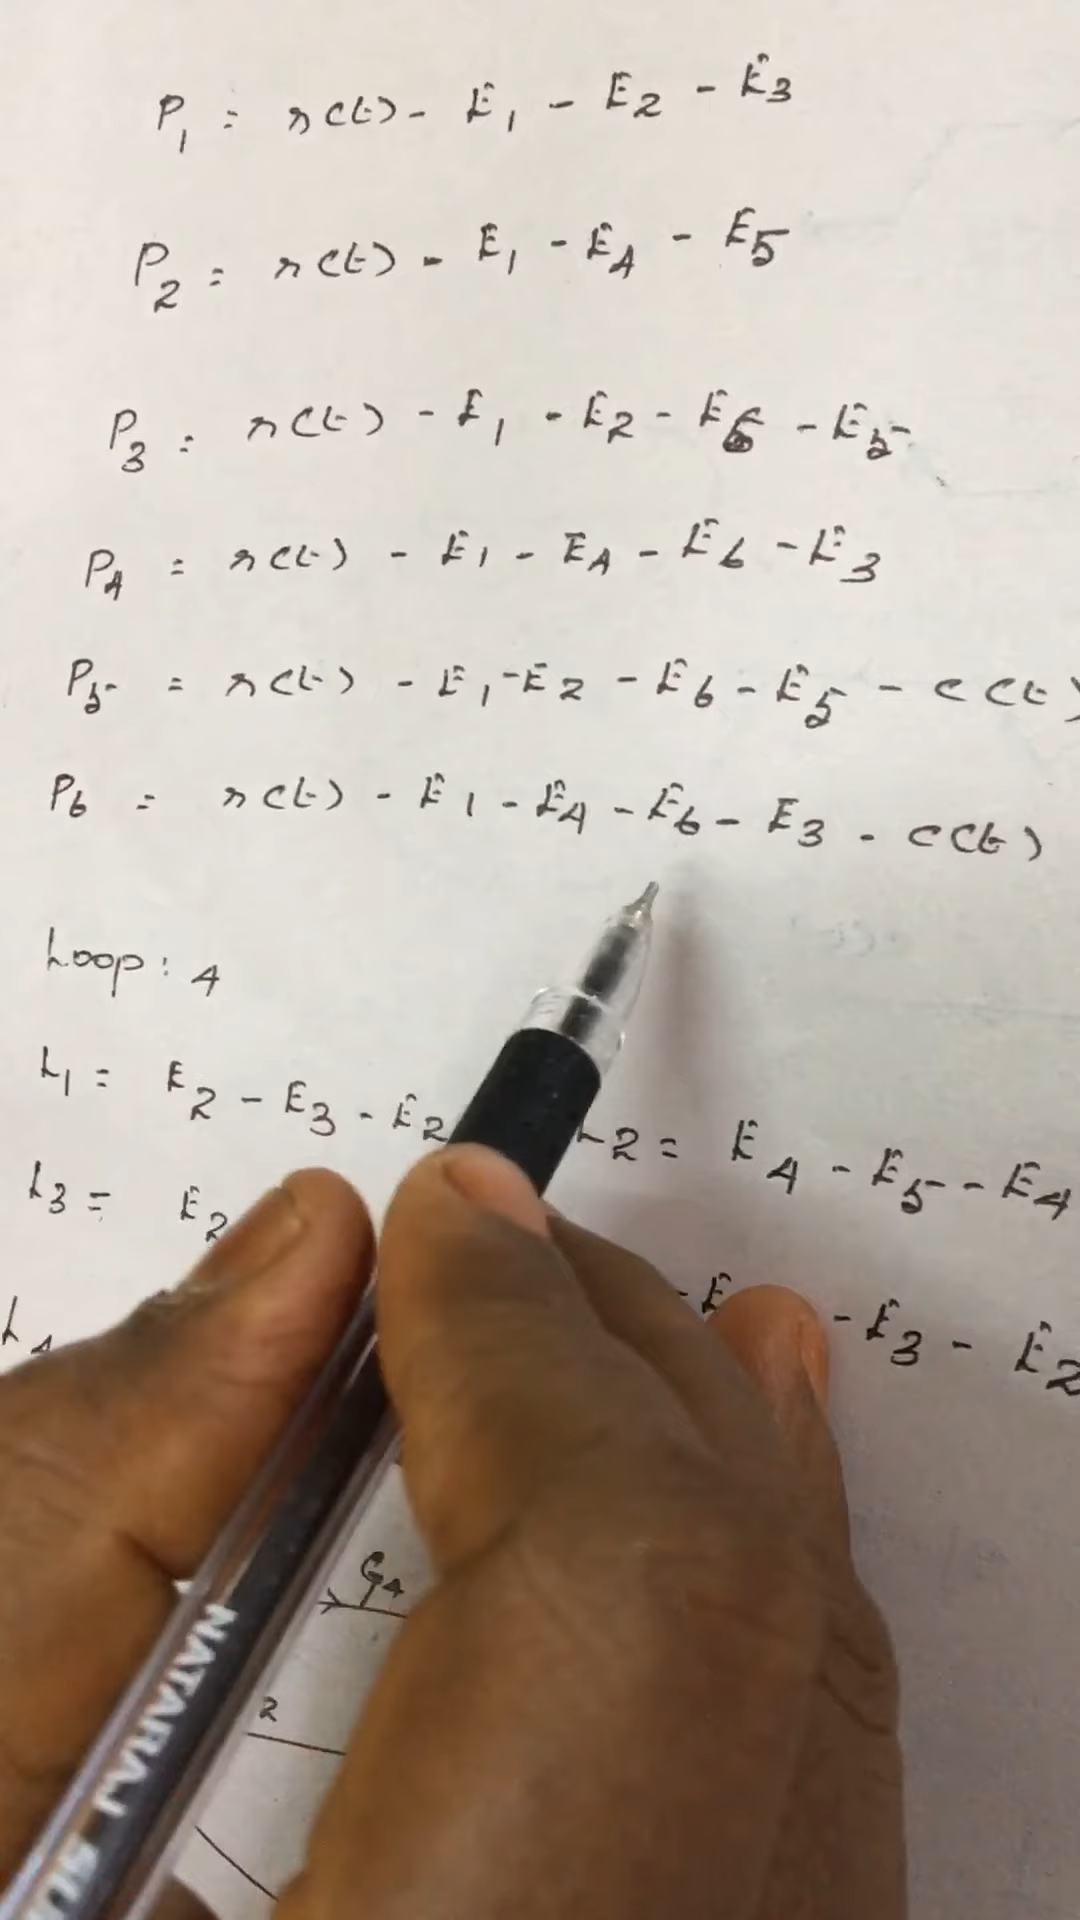 P1 = r(t) - E1 - E2 - E3
P2 = r(t) - E1 - E4 - E5
P3 = r(t) - E1 - E2 - E6 - E5
P4 = r(t) - E1 - E4 - E6 - E3
P5 = r(t) - E1 - E2 - E6 - E5 - c(t)
P6 = r(t) - E1 - E4 - E6 - E3 - c(t)
Loop: 4
L1 = E2 - E3 - E2
L2 = E4 - E5 - E4
L3 = E2
L4 - E - E3 - E2
G4
2
NATARAJ